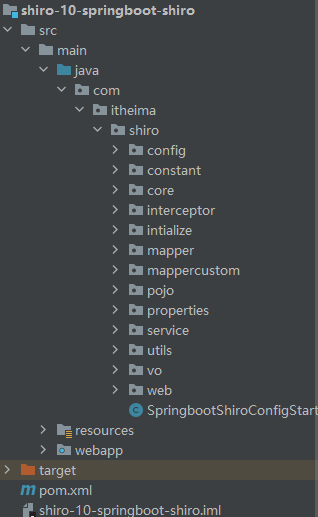 shiro-10-springboot-shiro
src
main
java
com
itheima
shiro
config
constant
core
interceptor
intialize
mapper
mappercustom
pojo
properties
service
utils
vo
web
SpringbootShiroConfigStart
resources
webapp
target
pom.xml
shiro-10-springboot-shiro.iml